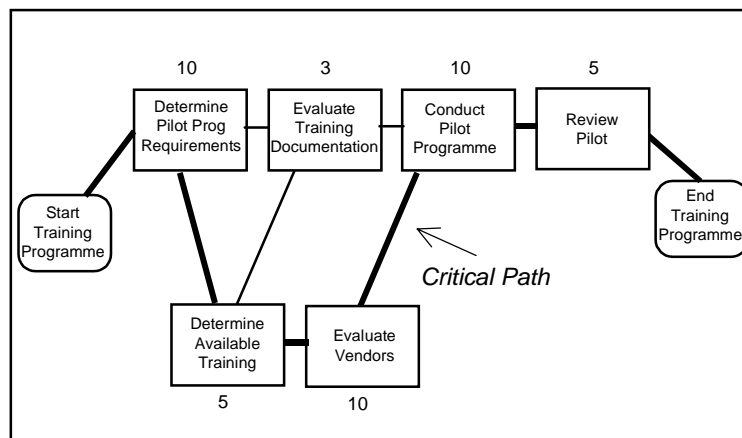 10
3
10
5
Determine
Pilot Prog
Requirements
Evaluate
Training
Documentation
Conduct
Pilot
Programme
Review
Pilot
Start
Training
Programme
End
Training
Programme
Critical Path
Determine
Available
Training
Evaluate
Vendors
5
10